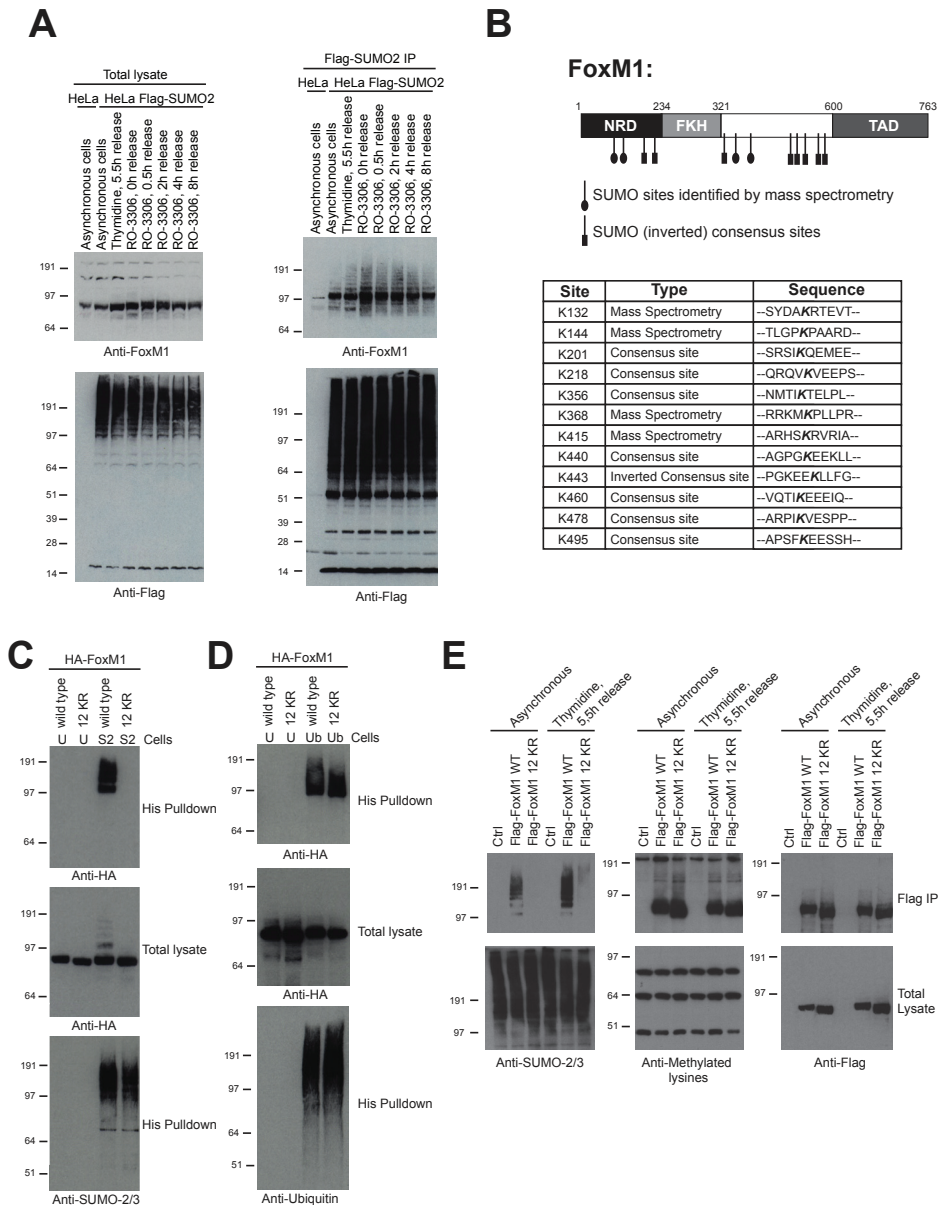 A
Total lysate
HeLa HeLa Flag-SUMO2
Asynchronous cells
Asynchronous cells
Thymidine, 5.5h release
RO-3306, 0h release
RO-3306, 0.5h release
RO-3306, 2h release
RO-3306, 4h release
RO-3306, 8h release
191
97
64
Anti-FoxM1
191
97
64
51
39
28
14
Anti-Flag
Flag-SUMO2 IP
HeLa HeLa Flag-SUMO2
Asynchronous cells
Asynchronous cells
Thymidine, 5.5h release
RO-3306, 0h release
RO-3306, 0.5h release
RO-3306, 2h release
RO-3306, 4h release
RO-3306, 8h release
191
97
64
Anti-FoxM1
191
97
64
51
39
28
14
Anti-Flag
B
FoxM1:
1 234 321 600 763
NRD FKH TAD
SUMO sites identified by mass spectrometry
SUMO (inverted) consensus sites
Site Type Sequence
K132 Mass Spectrometry --SYDAKRTEVT--
K144 Mass Spectrometry --TLGPKPAARD--
K201 Consensus site --SRSIKQEMEE--
K218 Consensus site --QRQVKVEEPS--
K356 Consensus site --NMTIKTELPL--
K368 Mass Spectrometry --RRKMKPLLPR--
K415 Mass Spectrometry --ARHSKRVRIA--
K440 Consensus site --AGPGKEEKLL--
K443 Inverted Consensus site --PGKEEKLLFG--
K460 Consensus site --VQTIKEEEIQ--
K478 Consensus site --ARPIKVESPP--
K495 Consensus site --APSFKEESSH--
C
HA-FoxM1
wild type
12 KR
wild type
12 KR
U U S2 S2 Cells
191
97
64
His Pulldown
Anti-HA
191
97
64
Total lysate
Anti-HA
191
97
64
51
His Pulldown
Anti-SUMO-2/3
D
HA-FoxM1
wild type
12 KR
wild type
12 KR
U U Ub Ub Cells
191
97
64
His Pulldown
Anti-HA
191
97
64
Total lysate
Anti-HA
191
97
64
51
His Pulldown
Anti-Ubiquitin
E
Asynchronous
Thymidine,
5,5h release
Ctrl
Flag-FoxM1 WT
Flag-FoxM1 12 KR
Ctrl
Flag-FoxM1 WT
Flag-FoxM1 12 KR
191
97
191
97
Anti-SUMO-2/3
Asynchronous
Thymidine,
5,5h release
Ctrl
Flag-FoxM1 WT
Flag-FoxM1 12 KR
Ctrl
Flag-FoxM1 WT
Flag-FoxM1 12 KR
191
97
97
64
51
Anti-Methylated
lysines
Asynchronous
Thymidine,
5,5h release
Ctrl
Flag-FoxM1 WT
Flag-FoxM1 12 KR
Ctrl
Flag-FoxM1 WT
Flag-FoxM1 12 KR
191
97
Flag IP
191
97
Total
Lysate
Anti-Flag